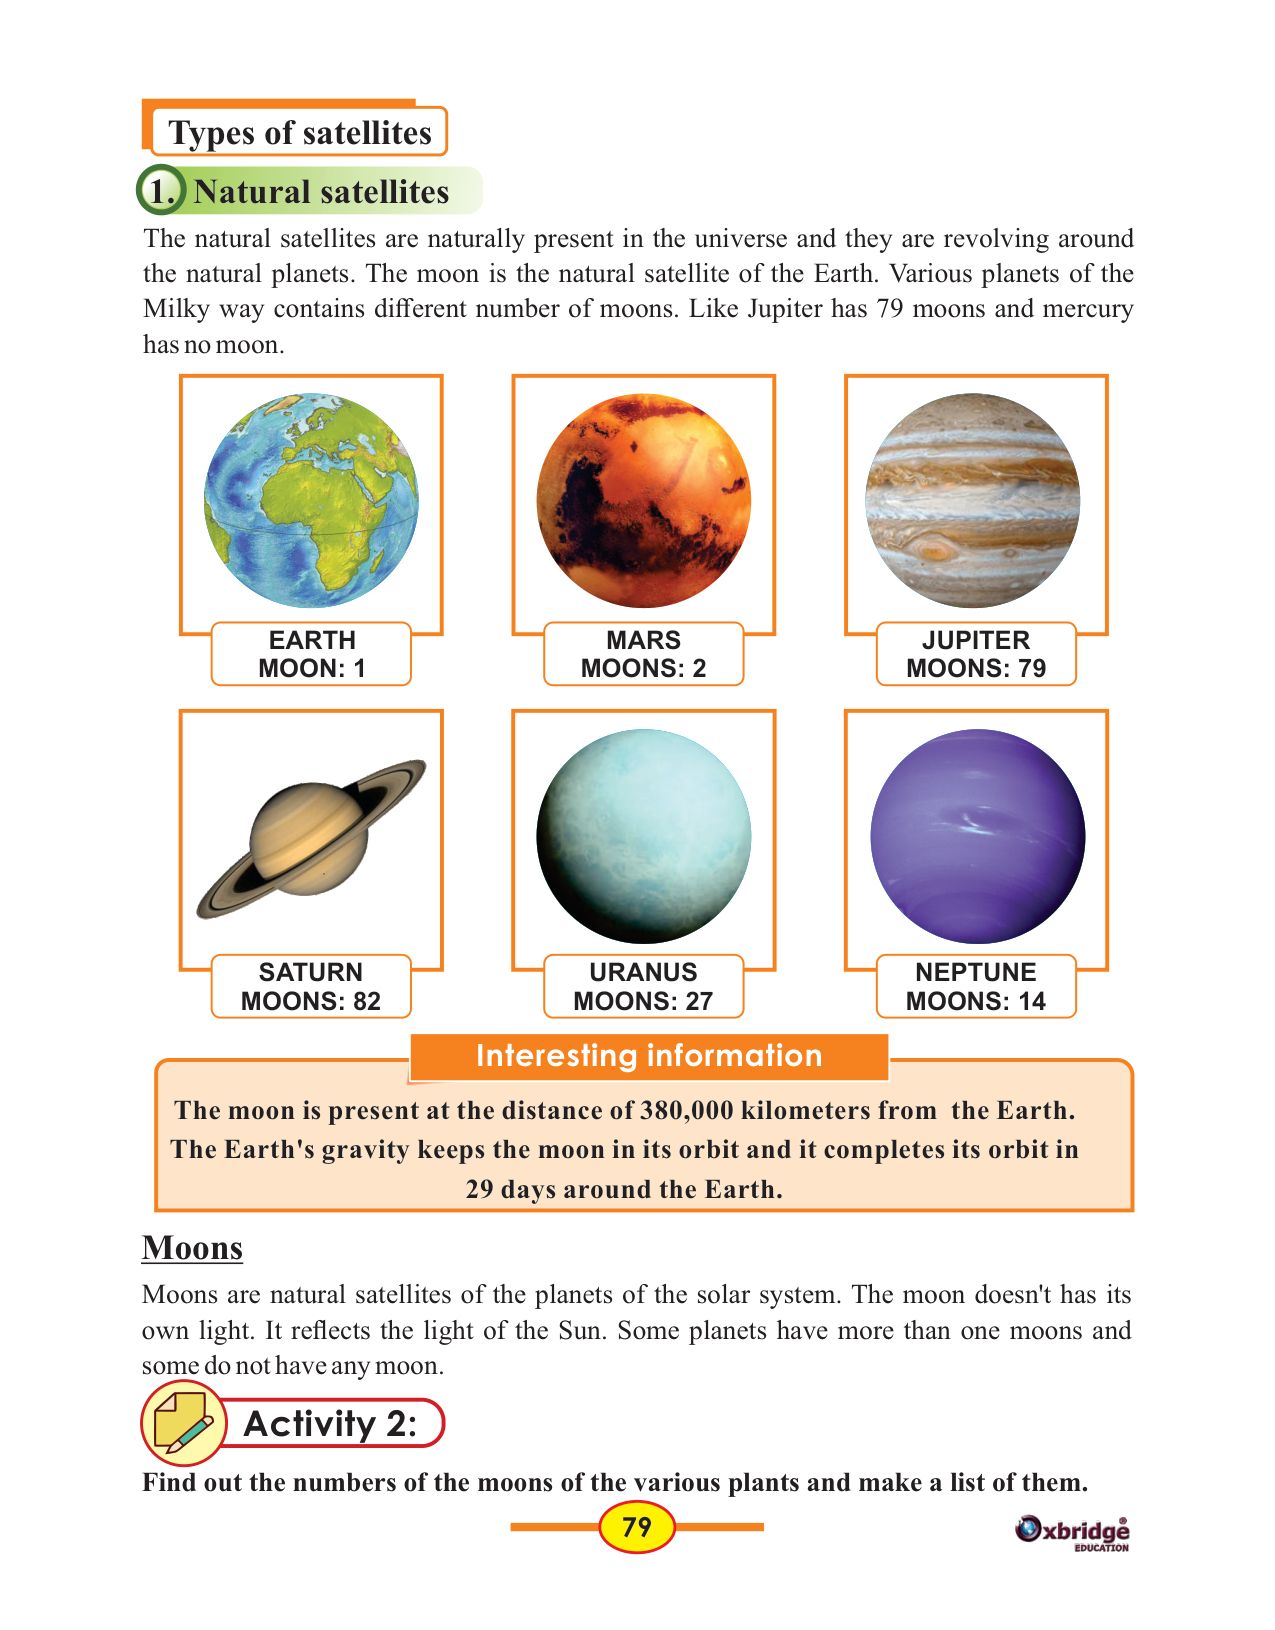 Types of satellites
1. Natural satellites
The natural satellites are naturally present in the universe and they are revolving around
the natural planets. The moon is the natural satellite of the Earth. Various planets of the
Milky way contains different number of moons. Like Jupiter has 79 moons and mercury
has no moon.
EARTH
MOON: 1
MARS
MOONS: 2
JUPITER
MOONS: 79
SATURN
MOONS: 82
URANUS
MOONS: 27
NEPTUNE
MOONS: 14
Interesting information
The moon is present at the distance of 380,000 kilometers from the Earth.
The Earth's gravity keeps the moon in its orbit and it completes its orbit in
29 days around the Earth.
Moons
Moons are natural satellites of the planets of the solar system. The moon doesn't has its
own light. It reflects the light of the Sun. Some planets have more than one moons and
some do not have any moon.
Activity 2:
Find out the numbers of the moons of the various plants and make a list of them.
79
Oxbridge®
EDUCATION